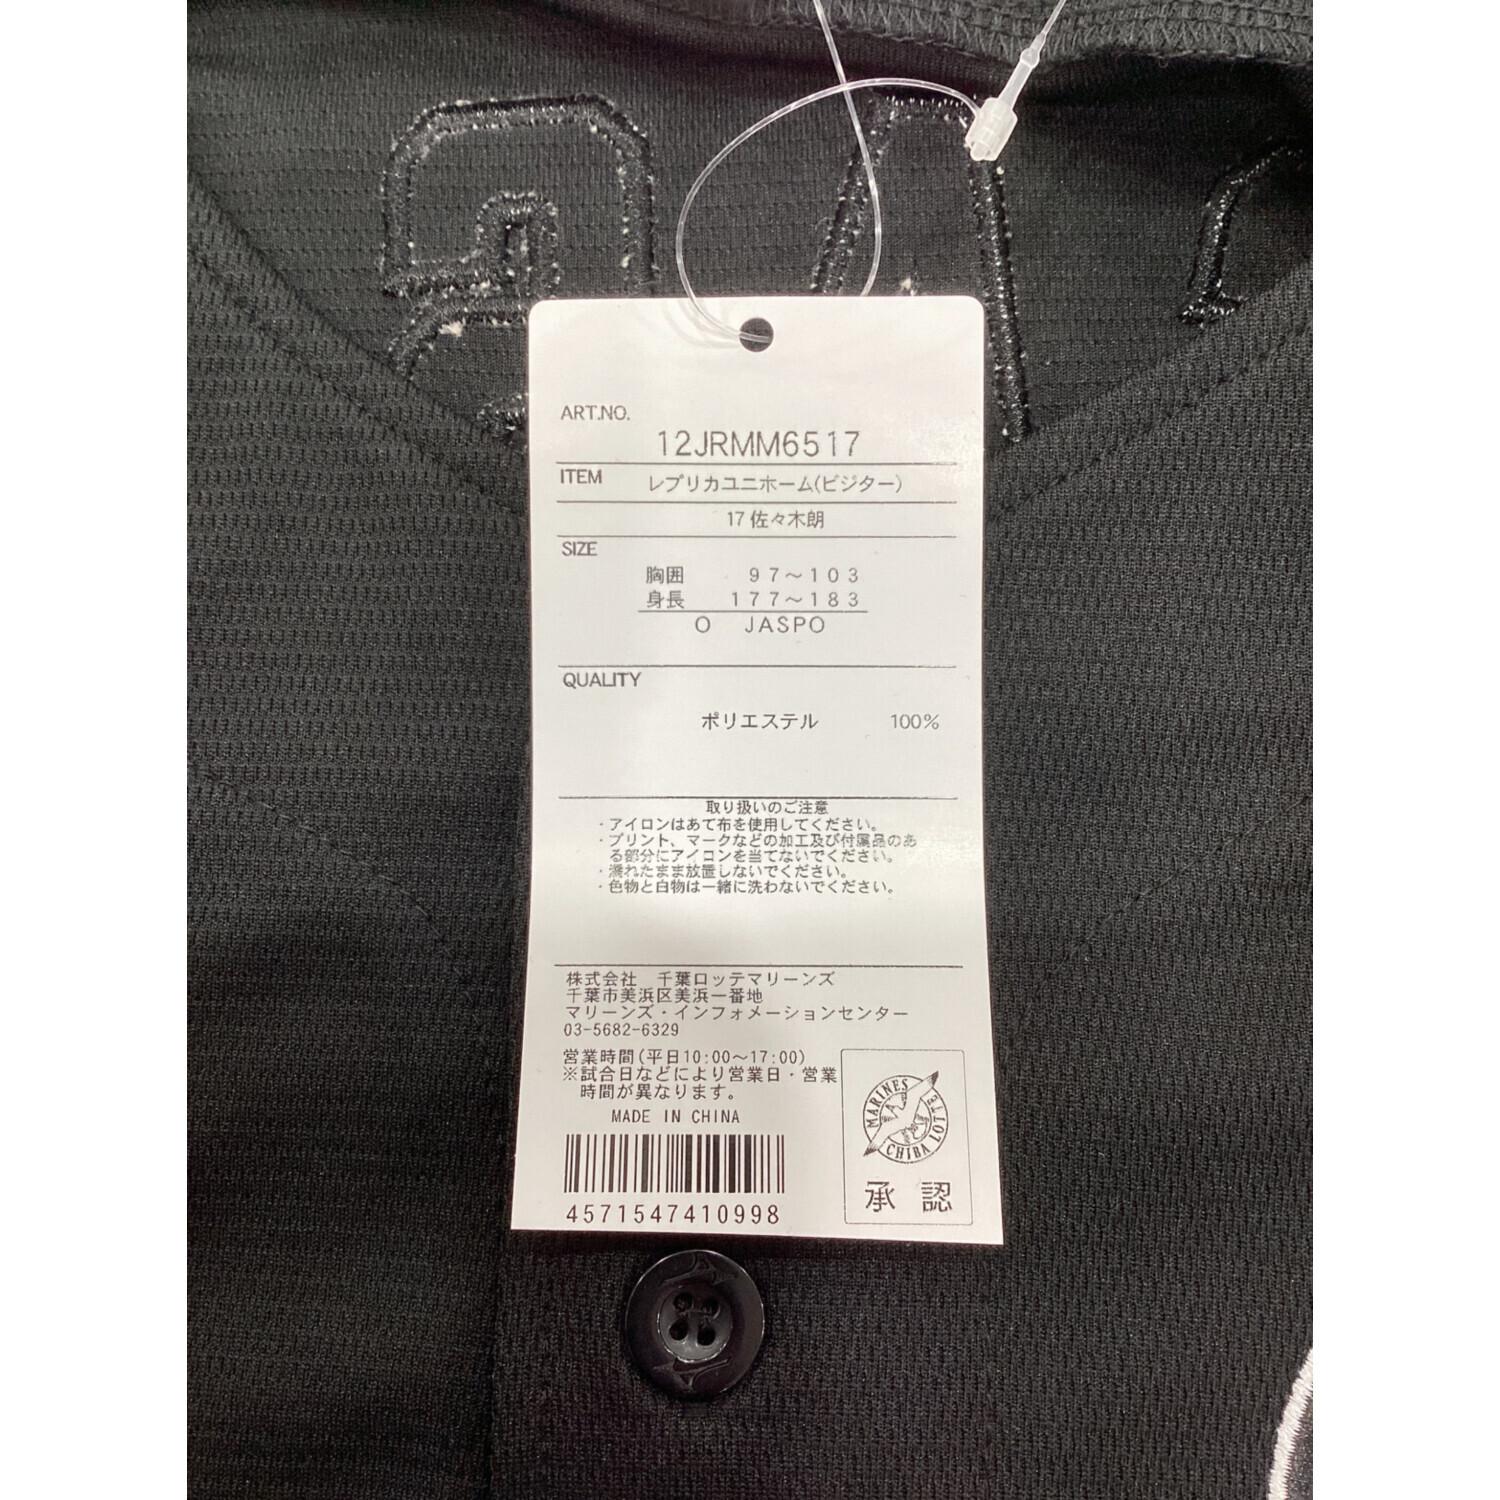 ART.NO.
12JRMM6517
ITEM レプリカユニホーム(ビジター)
17 佐々木朗
SIZE
胸囲 97〜103
身長 177〜183
O JASPO
QUALITY
ポリエステル 100%
取り扱いのご注意
・アイロンはあて布を使用してください。
・プリント、マークなどの加工及び付属品のあ
る部分にアイロンを当てないでください。
・濡れたまま放置しないでください。
・色物と白物は一緒に洗わないでください。
株式会社 千葉ロッテマリーンズ
千葉市美浜区美浜一番地
マリーンズ・インフォメーションセンター
03-5682-6329
営業時間(平日10:00〜17:00)
※試合日などにより営業日・営業
時間が異なります。
MADE IN CHINA
4571547410998
MARINES
CHIBA LOTTE
承認